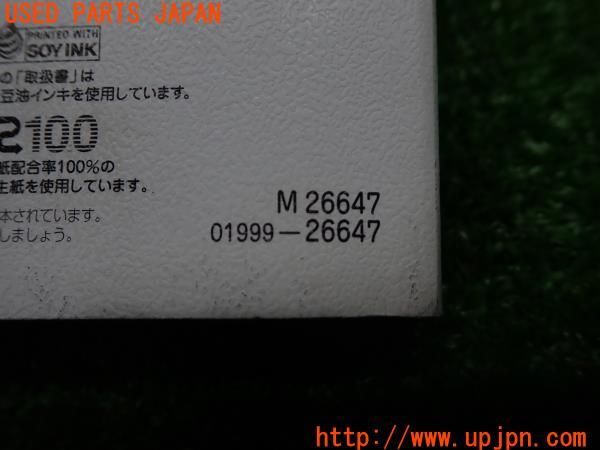 USED PARTS JAPAN
PRINTED WITH
SOY INK
の「取扱書」は
豆油インキを使用しています。
100
紙配合率100%の
生紙を使用しています。
本されています。
しましょう。
M 26647
01999-26647
http://www.upjpn.com/